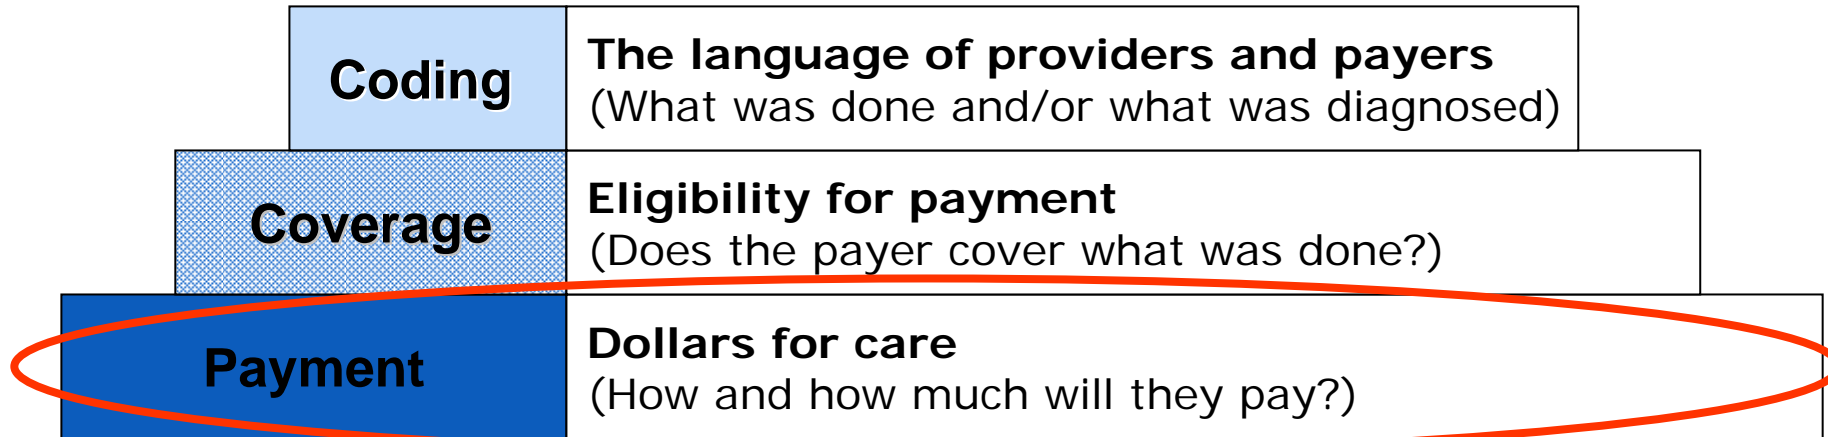 Coding
The language of providers and payers
(What was done and/or what was diagnosed)
Coverage
Eligibility for payment
(Does the payer cover what was done?)
Payment
Dollars for care
(How and how much will they pay?)